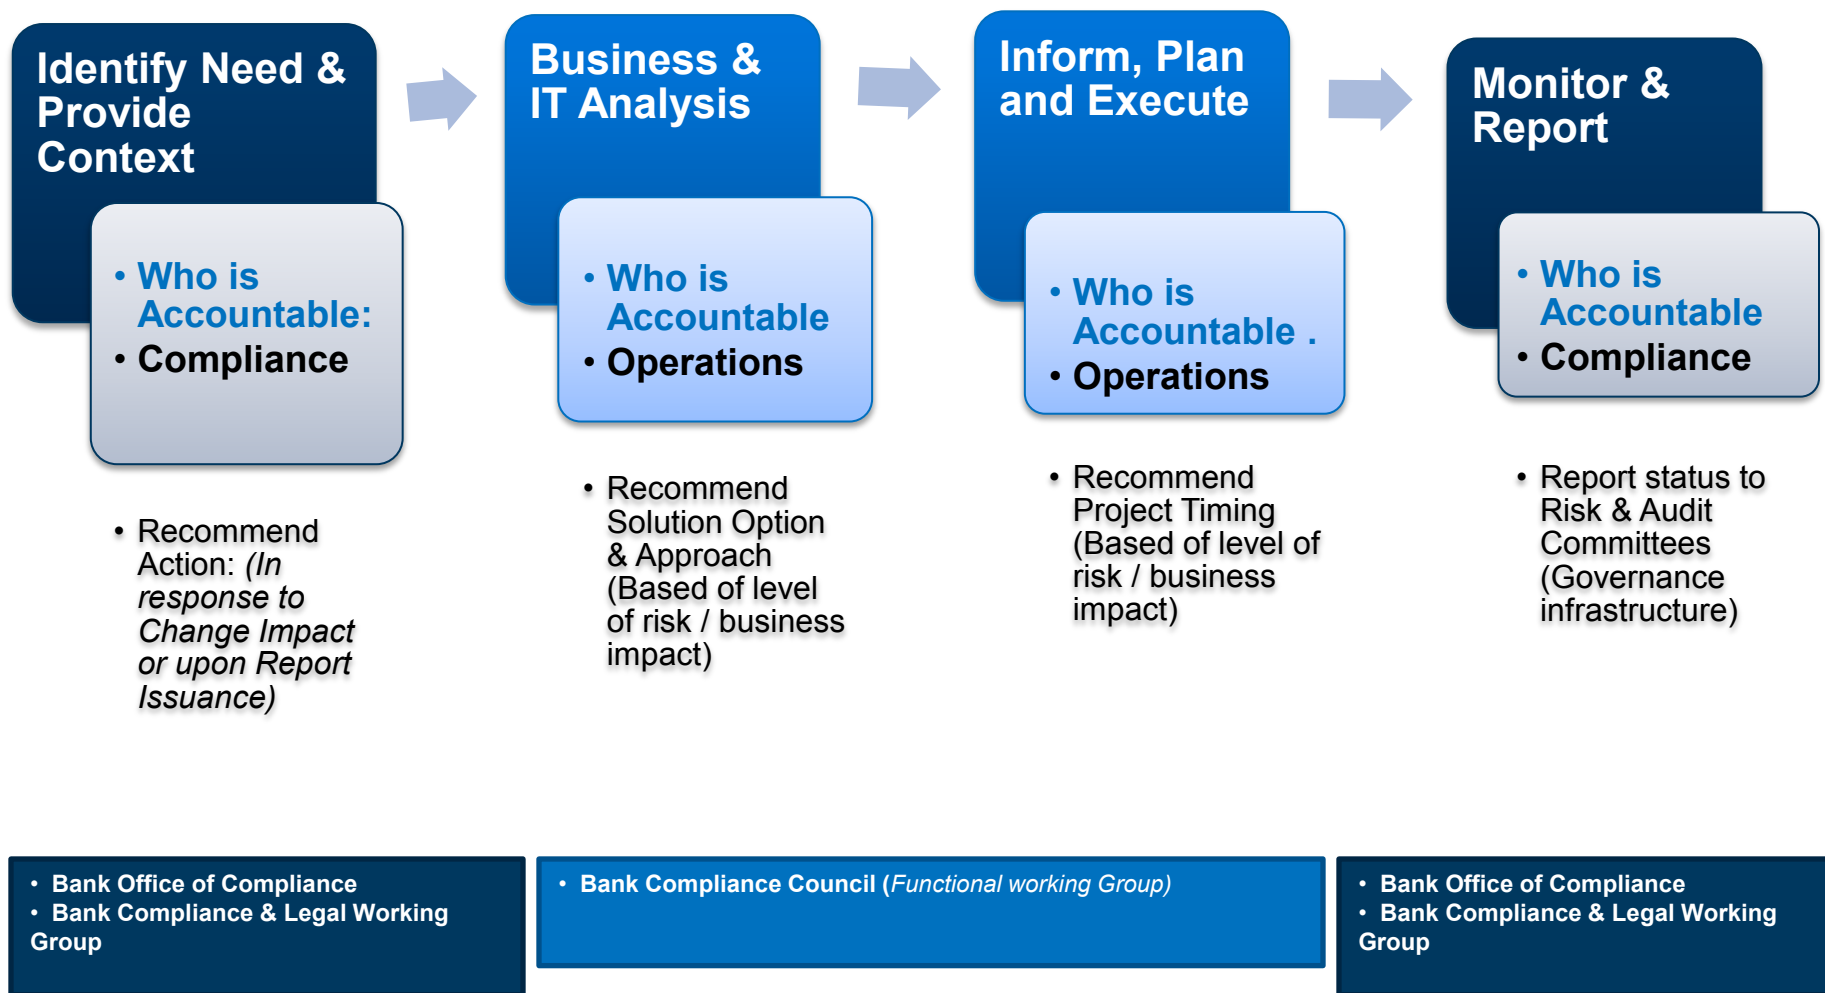 Identify Need &
Provide
Context
• Who is
Accountable:
• Compliance
• Recommend
Action: (In
response to
Change Impact
or upon Report
Issuance)
Business &
IT Analysis
• Who is
Accountable
• Operations
• Recommend
Solution Option
& Approach
(Based of level
of risk / business
impact)
Inform, Plan
and Execute
• Who is
Accountable .
• Operations
• Recommend
Project Timing
(Based of level of
risk / business
impact)
Monitor &
Report
• Who is
Accountable
• Compliance
• Report status to
Risk & Audit
Committees
(Governance
infrastructure)
• Bank Office of Compliance
• Bank Compliance & Legal Working
Group
• Bank Compliance Council (Functional working Group)
• Bank Office of Compliance
• Bank Compliance & Legal Working
Group